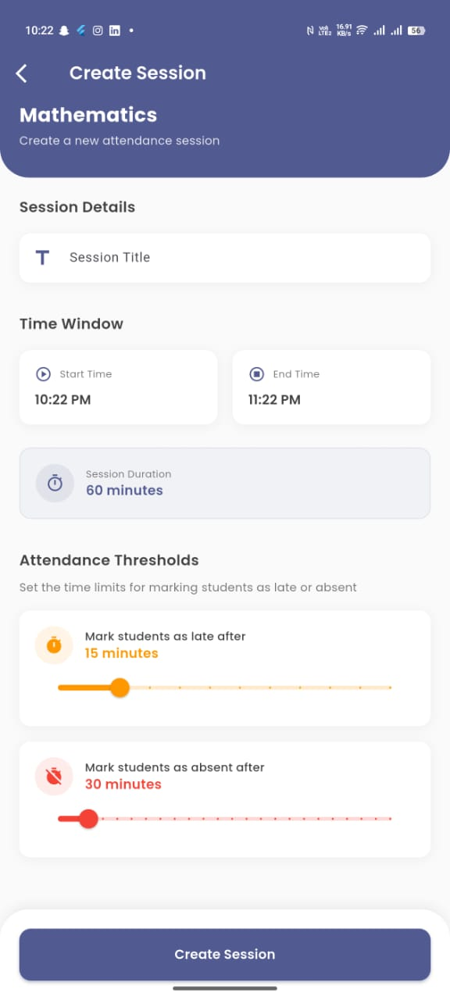 10:22
Vo) LTE2 16.91 KB/s 56
Create Session
Mathematics
Create a new attendance session
Session Details
T Session Title
Time Window
Start Time End Time
10:22 PM 11:22 PM
Session Duration
60 minutes
Attendance Thresholds
Set the time limits for marking students as late or absent
Mark students as late after
15 minutes
Mark students as absent after
30 minutes
Create Session